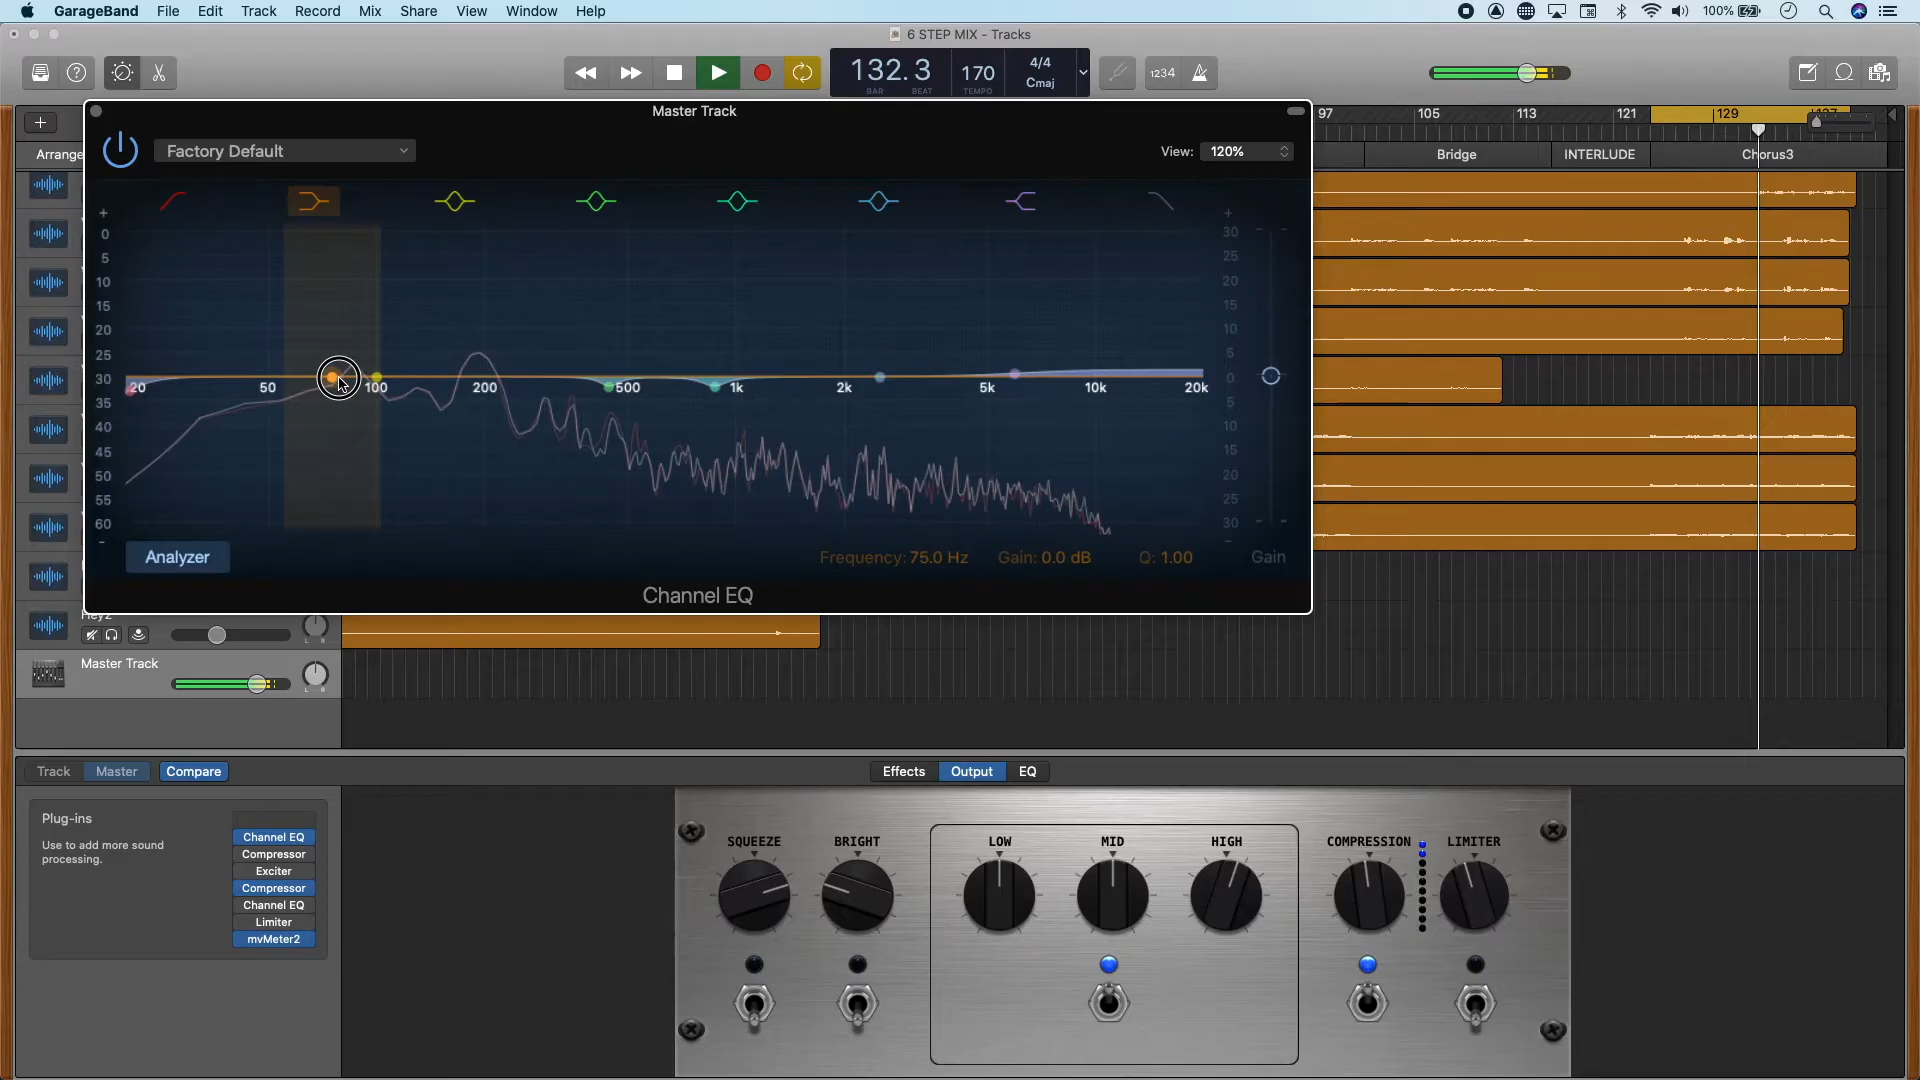 GarageBand File Edit Track Record Mix Share View Window Help
100%
6 STEP MIX - Tracks
132. 3 170 4/4
Cmaj
BAR BEAT TEMPO
1234
Master Track
97 105 113 121 129
Factory Default
View: 120%
Arrange
Bridge INTERLUDE Chorus3
+ +
0 30
5 25
10 20
15 15
20 10
25 5
30 0
35 5
40 10
45 15
50 20
55 25
60 30
- -
20 50 100 200 500 1k 2k 5k 10k 20k
Analyzer Frequency: 75.0 Hz Gain: 0.0 dB Q: 1.00 Gain
Channel EQ
Hey2
L R
Master Track
L R
Track Master Compare Effects Output EQ
Plug-ins
Use to add more sound
processing.
Channel EQ
Compressor
Exciter
Compressor
Channel EQ
Limiter
mvMeter2
SQUEEZE BRIGHT LOW MID HIGH COMPRESSION LIMITER